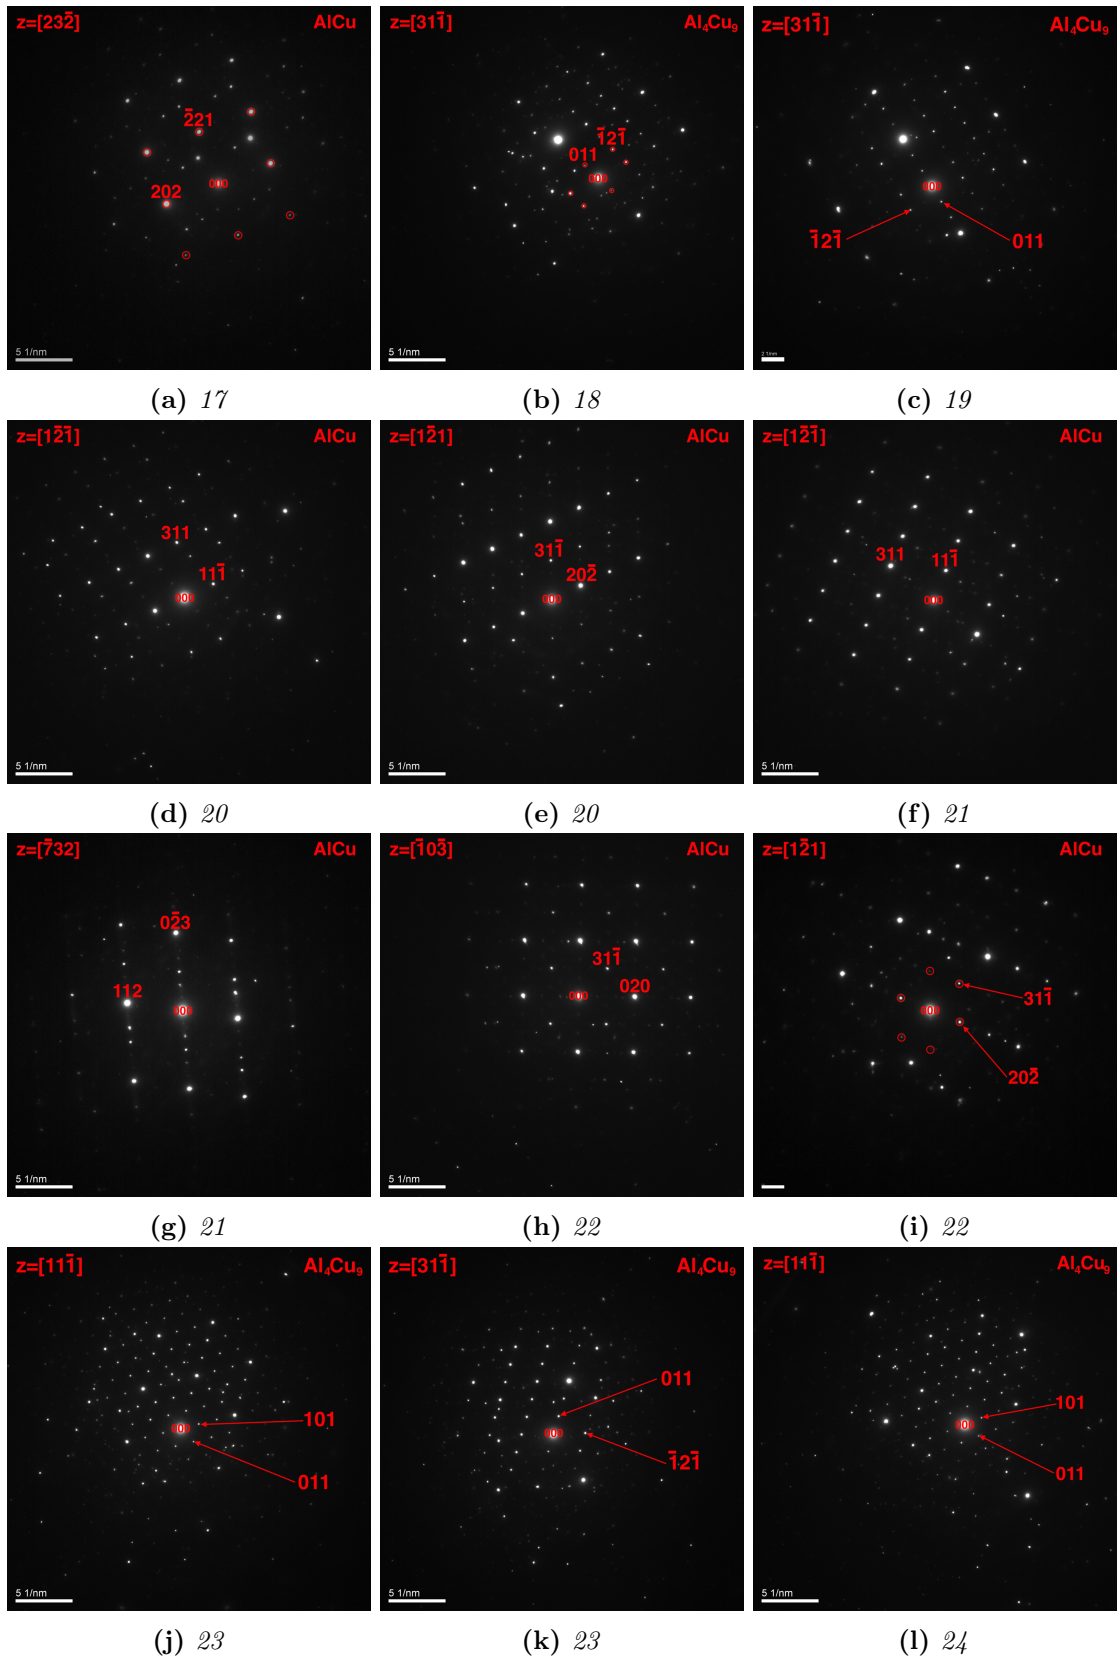 z=[232̄] AlCu
2̄21
202
000
5 1/nm
(a) 17
z=[311̄] Al₄Cu₉
1̄21̄
011
000
5 1/nm
(b) 18
z=[311̄] Al₄Cu₉
000
1̄21̄
011
2 1/nm
(c) 19
z=[12̄1̄] AlCu
311
111̄
000
5 1/nm
(d) 20
z=[12̄1] AlCu
311̄
202̄
000
5 1/nm
(e) 20
z=[12̄1̄] AlCu
311
111̄
000
5 1/nm
(f) 21
z=[7̄32] AlCu
02̄3
112
000
5 1/nm
(g) 21
z=[1̄03̄] AlCu
311̄
020
000
5 1/nm
(h) 22
z=[12̄1] AlCu
311̄
000
202̄
(i) 22
z=[111̄] Al₄Cu₉
101
000
011
5 1/nm
(j) 23
z=[311̄] Al₄Cu₉
011
000
1̄21̄
5 1/nm
(k) 23
z=[111̄] Al₄Cu₉
101
000
011
5 1/nm
(l) 24